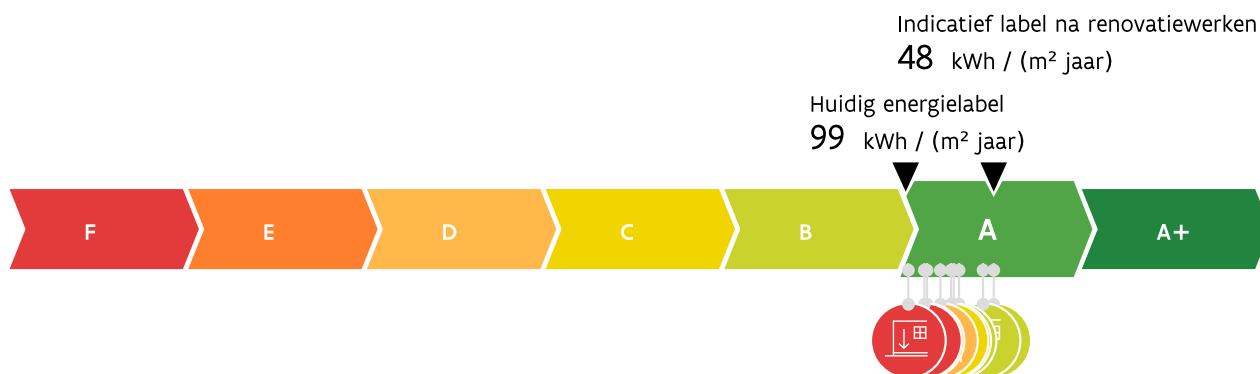 Indicatief label na renovatiewerken
48 kWh / (m² jaar)
Huidig energielabel
99 kWh / (m² jaar)
F E D C B A A+